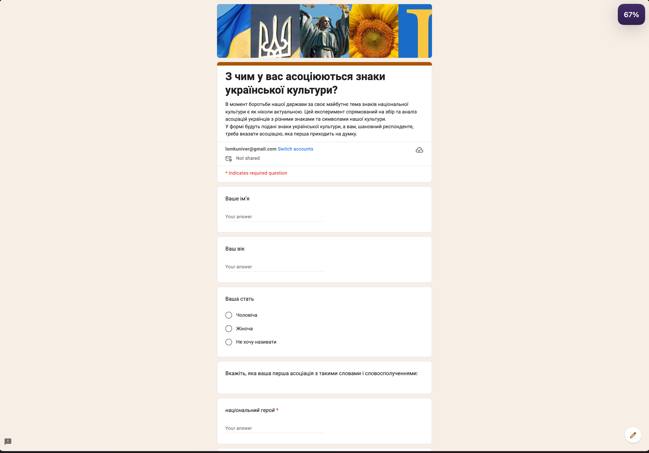 67%
З чим у вас асоціюються знаки
української культури?
В момент боротьби нашої держави за своє майбутнє тема знаків національної
культури є як ніколи актуальною. Цей експеримент спрямований на збір та аналіз
асоціацій українців з різними знаками та символами нашої культури.
У формі будуть подані знаки української культури, а вам, шановний респонденте,
треба вказати асоціацію, яка перша приходить на думку.
lomkuniver@gmail.com Switch accounts
Not shared
* Indicates required question
Ваше ім'я
Your answer
Ваш вік
Your answer
Ваша стать
Чоловіча
Жіноча
Не хочу називати
Вкажіть, яка ваша перша асоціація з такими словами і словосполученнями:
національний герой *
Your answer